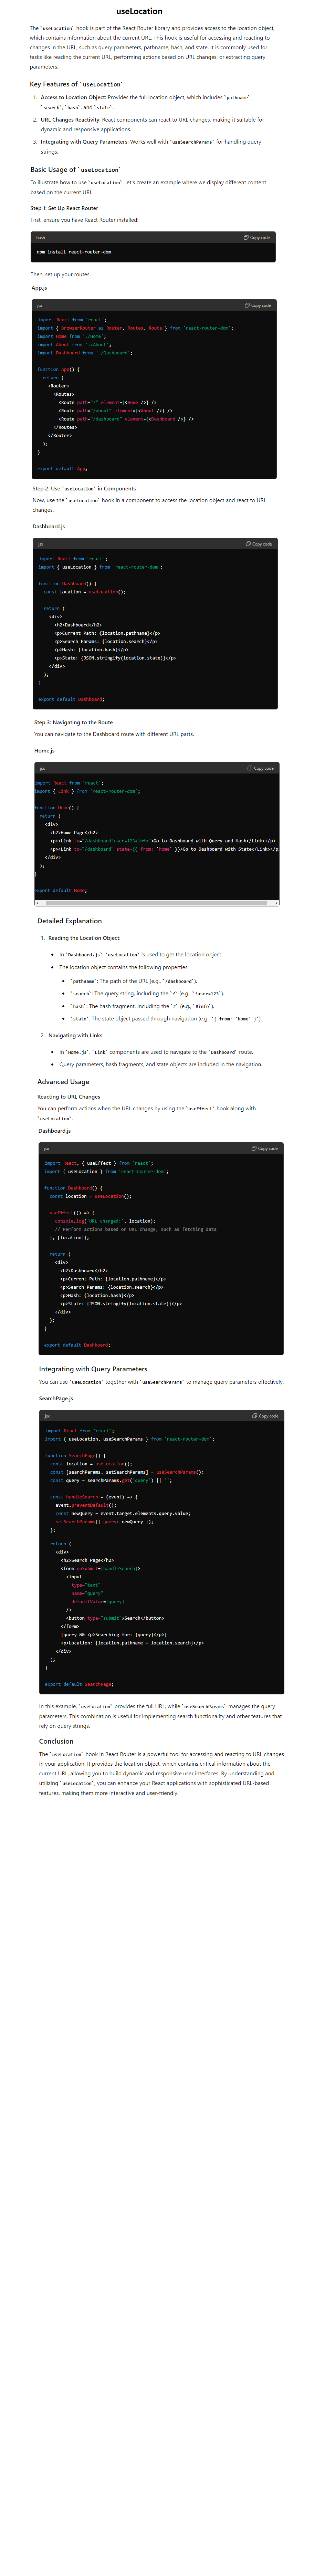 useLocation
The `useLocation` hook is part of the React Router library and provides access to the location object,
which contains information about the current URL. This hook is useful for accessing and reacting to
changes in the URL, such as query parameters, pathname, hash, and state. It is commonly used for
tasks like reading the current URL, performing actions based on URL changes, or extracting query
parameters.
Key Features of `useLocation`
1. Access to Location Object: Provides the full location object, which includes `pathname`,
`search`, `hash`, and `state`.
2. URL Changes Reactivity: React components can react to URL changes, making it suitable for
dynamic and responsive applications.
3. Integrating with Query Parameters: Works well with `useSearchParams` for handling query
strings.
Basic Usage of `useLocation`
To illustrate how to use `useLocation`, let's create an example where we display different content
based on the current URL.
Step 1: Set Up React Router
First, ensure you have React Router installed:
bash Copy code
npm install react-router-dom
Then, set up your routes.
App.js
jsx Copy code
import React from 'react';
import { BrowserRouter as Router, Routes, Route } from 'react-router-dom';
import Home from './Home';
import About from './About';
import Dashboard from './Dashboard';
function App() {
return (
<Router>
<Routes>
<Route path="/" element={<Home />} />
<Route path="/about" element={<About />} />
<Route path="/dashboard" element={<Dashboard />} />
</Routes>
</Router>
);
}
export default App;
Step 2: Use `useLocation` in Components
Now, use the `useLocation` hook in a component to access the location object and react to URL
changes.
Dashboard.js
jsx Copy code
import React from 'react';
import { useLocation } from 'react-router-dom';
function Dashboard() {
const location = useLocation();
return (
<div>
<h2>Dashboard</h2>
<p>Current Path: {location.pathname}</p>
<p>Search Params: {location.search}</p>
<p>Hash: {location.hash}</p>
<p>State: {JSON.stringify(location.state)}</p>
</div>
);
}
export default Dashboard;
Step 3: Navigating to the Route
You can navigate to the Dashboard route with different URL parts.
Home.js
jsx Copy code
import React from 'react';
import { Link } from 'react-router-dom';
function Home() {
return (
<div>
<h2>Home Page</h2>
<p><Link to="/dashboard?user=123#info">Go to Dashboard with Query and Hash</Link></p>
<p><Link to="/dashboard" state={{ from: "home" }}>Go to Dashboard with State</Link></p
</div>
);
}
export default Home;
Detailed Explanation
1. Reading the Location Object:
• In `Dashboard.js`, `useLocation` is used to get the location object.
• The location object contains the following properties:
• `pathname`: The path of the URL (e.g., `/dashboard`).
• `search`: The query string, including the `?` (e.g., `?user=123`).
• `hash`: The hash fragment, including the `#` (e.g., `#info`).
• `state`: The state object passed through navigation (e.g., `{ from: 'home' }`).
2. Navigating with Links:
• In `Home.js`, `Link` components are used to navigate to the `Dashboard` route.
• Query parameters, hash fragments, and state objects are included in the navigation.
Advanced Usage
Reacting to URL Changes
You can perform actions when the URL changes by using the `useEffect` hook along with
`useLocation`.
Dashboard.js
jsx Copy code
import React, { useEffect } from 'react';
import { useLocation } from 'react-router-dom';
function Dashboard() {
const location = useLocation();
useEffect(() => {
console.log('URL changed:', location);
// Perform actions based on URL change, such as fetching data
}, [location]);
return (
<div>
<h2>Dashboard</h2>
<p>Current Path: {location.pathname}</p>
<p>Search Params: {location.search}</p>
<p>Hash: {location.hash}</p>
<p>State: {JSON.stringify(location.state)}</p>
</div>
);
}
export default Dashboard;
Integrating with Query Parameters
You can use `useLocation` together with `useSearchParams` to manage query parameters effectively.
SearchPage.js
jsx Copy code
import React from 'react';
import { useLocation, useSearchParams } from 'react-router-dom';
function SearchPage() {
const location = useLocation();
const [searchParams, setSearchParams] = useSearchParams();
const query = searchParams.get('query') || '';
const handleSearch = (event) => {
event.preventDefault();
const newQuery = event.target.elements.query.value;
setSearchParams({ query: newQuery });
};
return (
<div>
<h2>Search Page</h2>
<form onSubmit={handleSearch}>
<input
type="text"
name="query"
defaultValue={query}
/>
<button type="submit">Search</button>
</form>
{query && <p>Searching for: {query}</p>}
<p>Location: {location.pathname + location.search}</p>
</div>
);
}
export default SearchPage;
In this example, `useLocation` provides the full URL, while `useSearchParams` manages the query
parameters. This combination is useful for implementing search functionality and other features that
rely on query strings.
Conclusion
The `useLocation` hook in React Router is a powerful tool for accessing and reacting to URL changes
in your application. It provides the location object, which contains critical information about the
current URL, allowing you to build dynamic and responsive user interfaces. By understanding and
utilizing `useLocation`, you can enhance your React applications with sophisticated URL-based
features, making them more interactive and user-friendly.